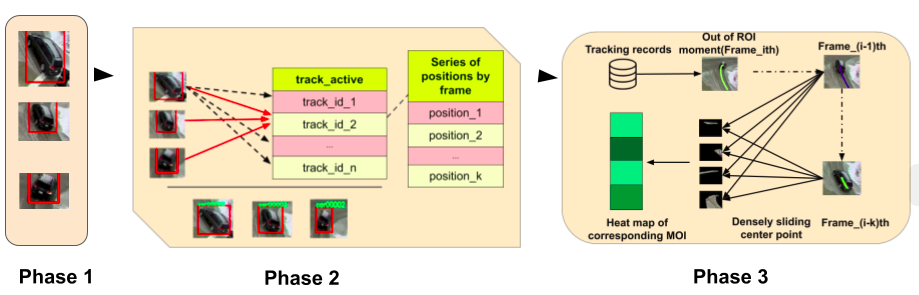 track_active
track_id_1
track_id_2
...
track_id_n
Series of
positions by
frame
position_1
position_2
...
position_k
Tracking records
Out of ROI
moment(Frame_ith)
Frame_(i-1)th
Heat map of
corresponding MOI
Densely sliding
center point
Frame_(i-k)th
Phase 1
Phase 2
Phase 3